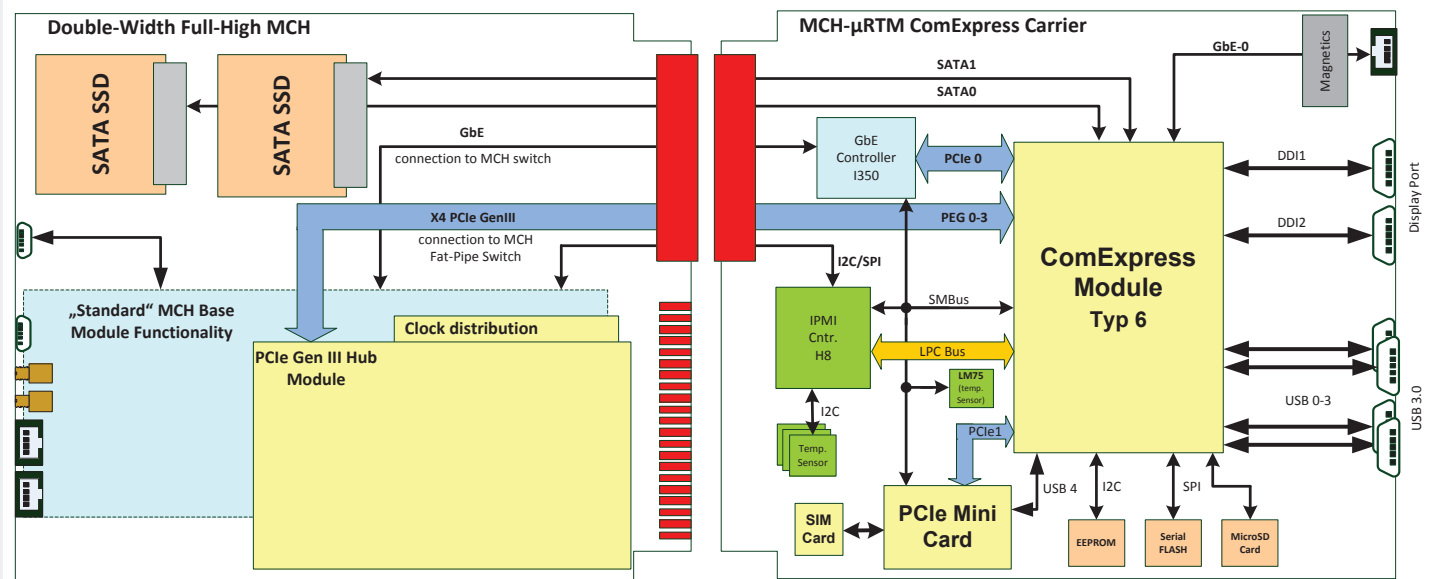 Double-Width Full-High MCH
SATA SSD
SATA SSD
GbE
connection to MCH switch
X4 PCIe GenIII
connection to MCH
Fat-Pipe Switch
„Standard“ MCH Base
Module Functionality
Clock distribution
PCIe Gen III Hub
Module
MCH-µRTM ComExpress Carrier
SATA1
SATA0
GbE-0
Magnetics
GbE
Controller
I350
PCIe 0
PEG 0-3
I2C/SPI
ComExpress
Module
Typ 6
DDI1
DDI2
Display Port
IPMI
Cntr.
H8
SMBus
LPC Bus
LM75
(temp.
Sensor)
I2C
Temp.
Sensor
PCIe1
USB 0-3
USB 3.0
SIM
Card
PCIe Mini
Card
USB 4
I2C
SPI
EEPROM
Serial
FLASH
MicroSD
Card